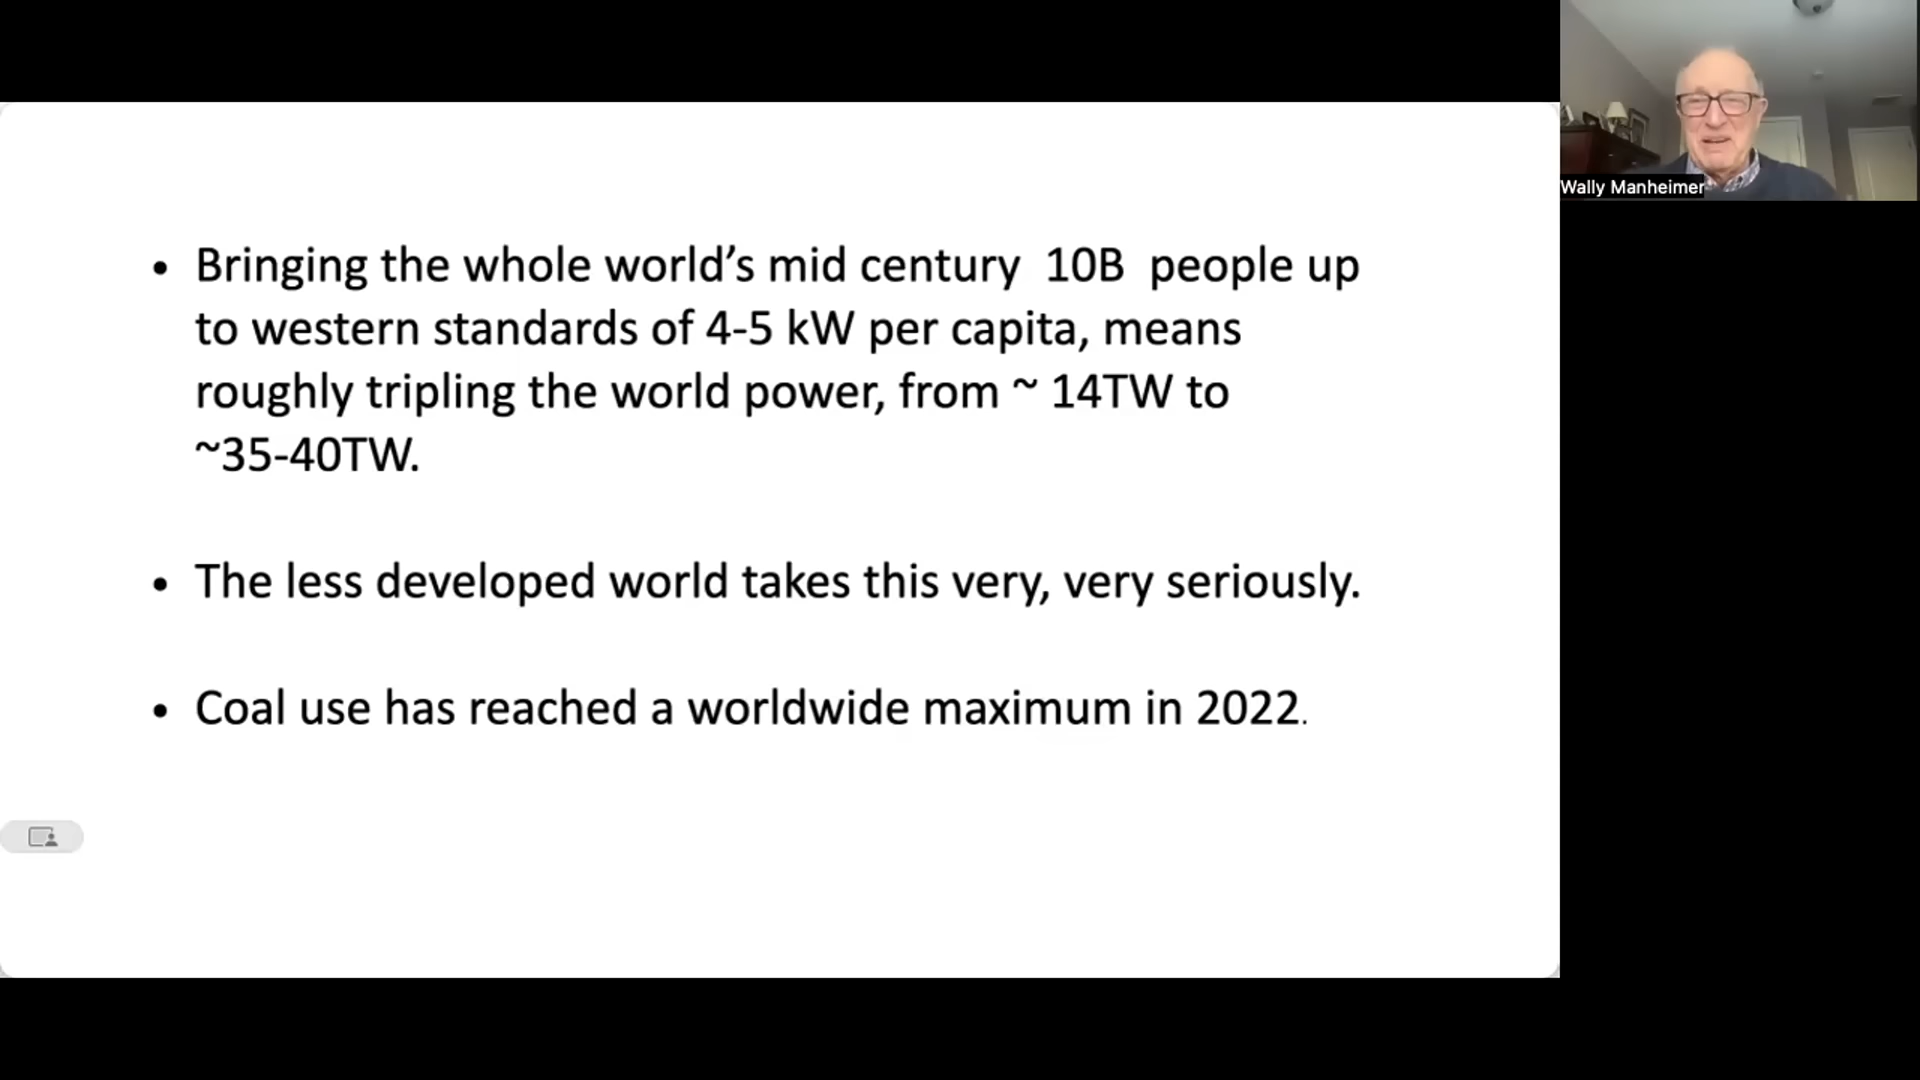 • Bringing the whole world’s mid century 10B people up
to western standards of 4-5 kW per capita, means
roughly tripling the world power, from ~ 14TW to
~35-40TW.
• The less developed world takes this very, very seriously.
• Coal use has reached a worldwide maximum in 2022.
Wally Manheimer